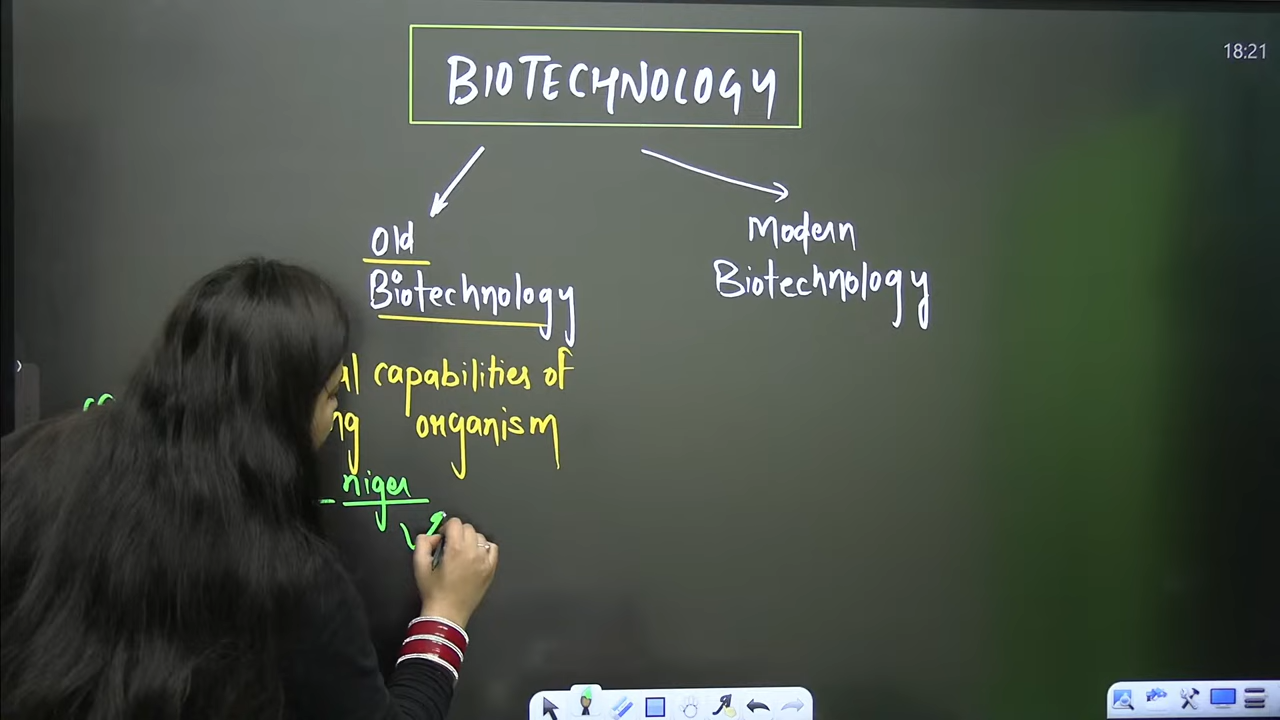 BIOTECHNOLOGY
18:21
Old
Biotechnology
Modern
Biotechnology
capabilities of
organism
niger